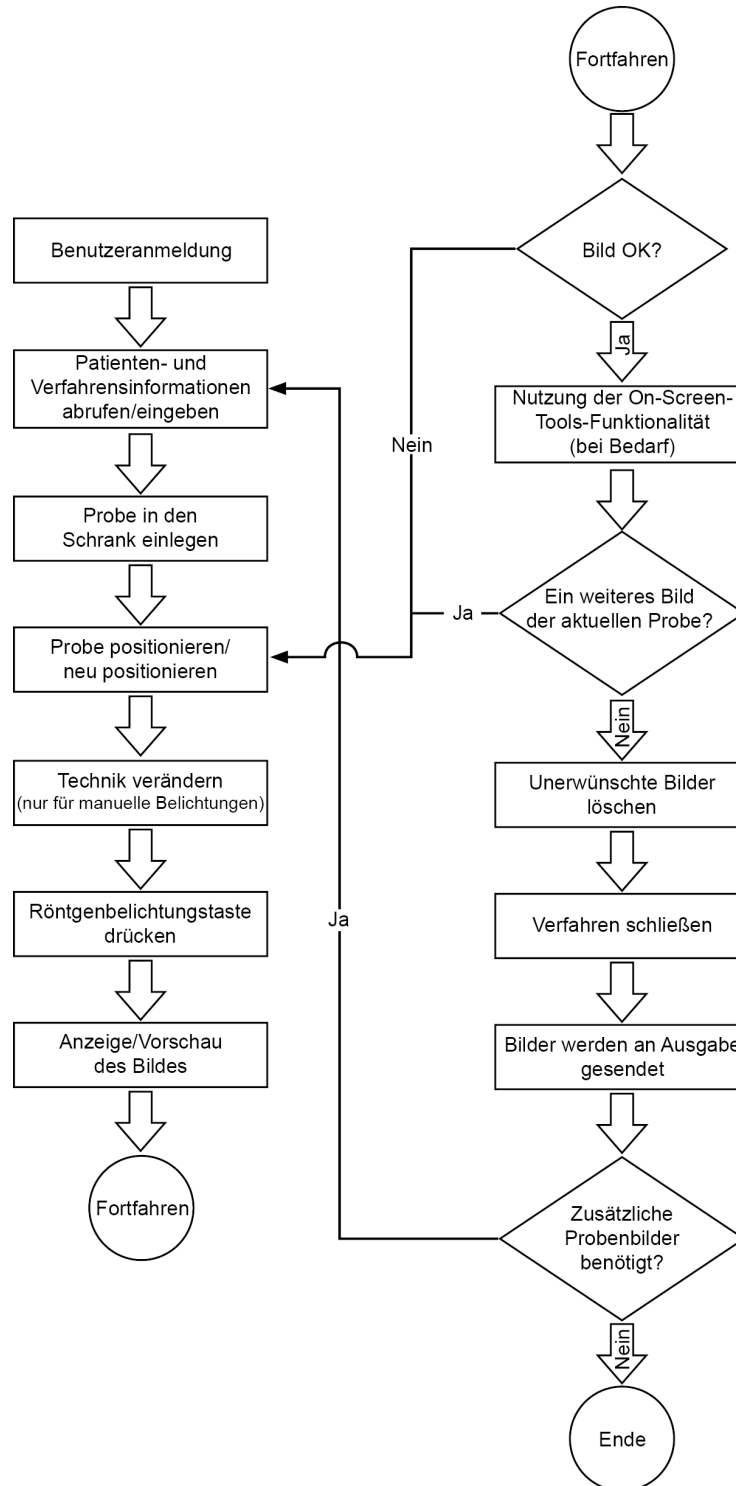 Benutzeranmeldung
Patienten- und
Verfahrensinformationen
abrufen/eingeben
Probe in den
Schrank einlegen
Probe positionieren/
neu positionieren
Technik verändern
(nur für manuelle Belichtungen)
Röntgenbelichtungstaste
drücken
Anzeige/Vorschau
des Bildes
Fortfahren
Fortfahren
Bild OK?
Nein
Ja
Nutzung der On-Screen-
Tools-Funktionalität
(bei Bedarf)
Ein weiteres Bild
der aktuellen Probe?
Ja
Nein
Unerwünschte Bilder
löschen
Verfahren schließen
Bilder werden an Ausgabe
gesendet
Zusätzliche
Probenbilder
benötigt?
Ja
Nein
Ende